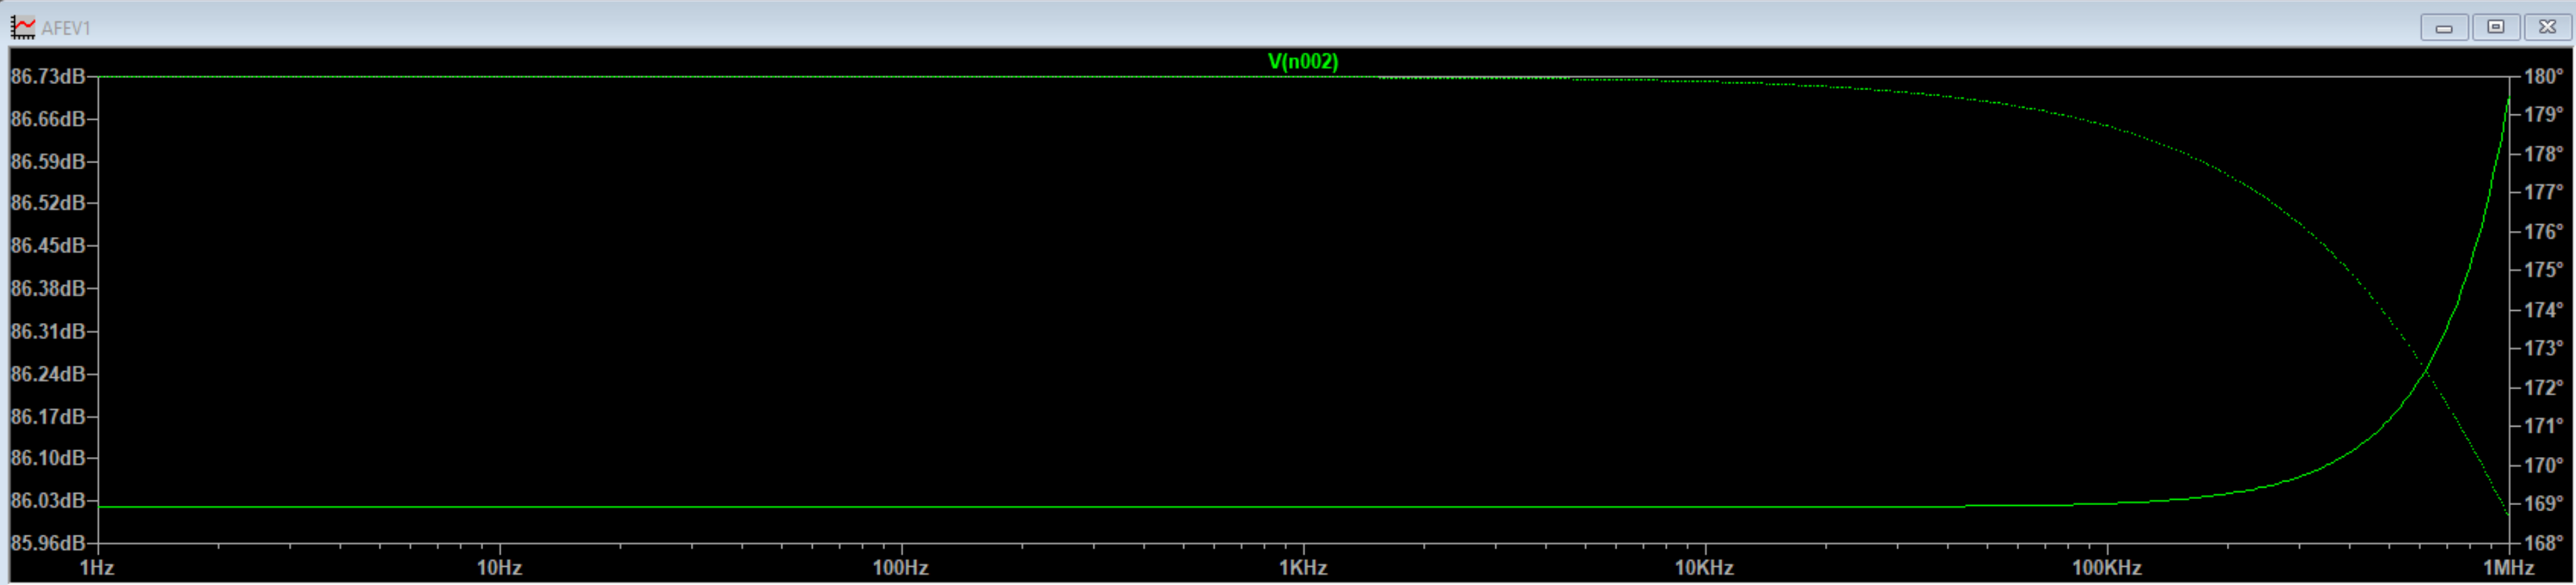 AFEV1
V(n002)
86.73dB
86.66dB
86.59dB
86.52dB
86.45dB
86.38dB
86.31dB
86.24dB
86.17dB
86.10dB
86.03dB
85.96dB
180°
179°
178°
177°
176°
175°
174°
173°
172°
171°
170°
169°
168°
1Hz 10Hz 100Hz 1KHz 10KHz 100KHz 1MHz